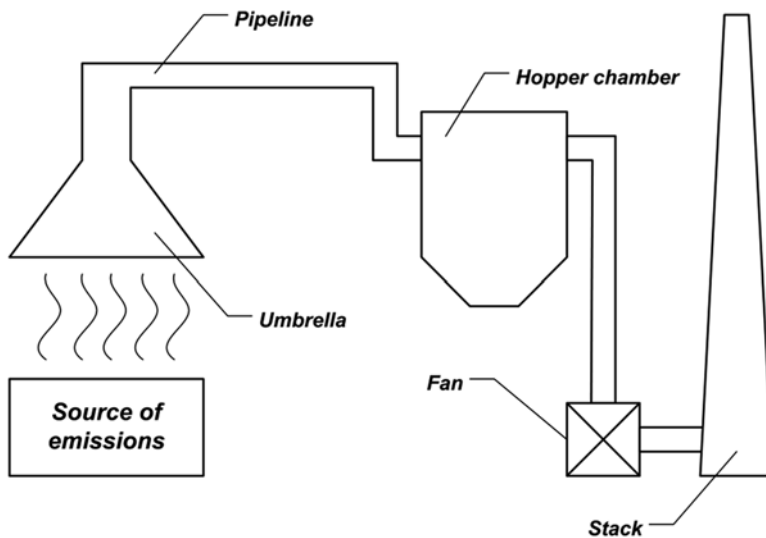 Pipeline
Hopper chamber
Umbrella
Fan
Source of
emissions
Stack